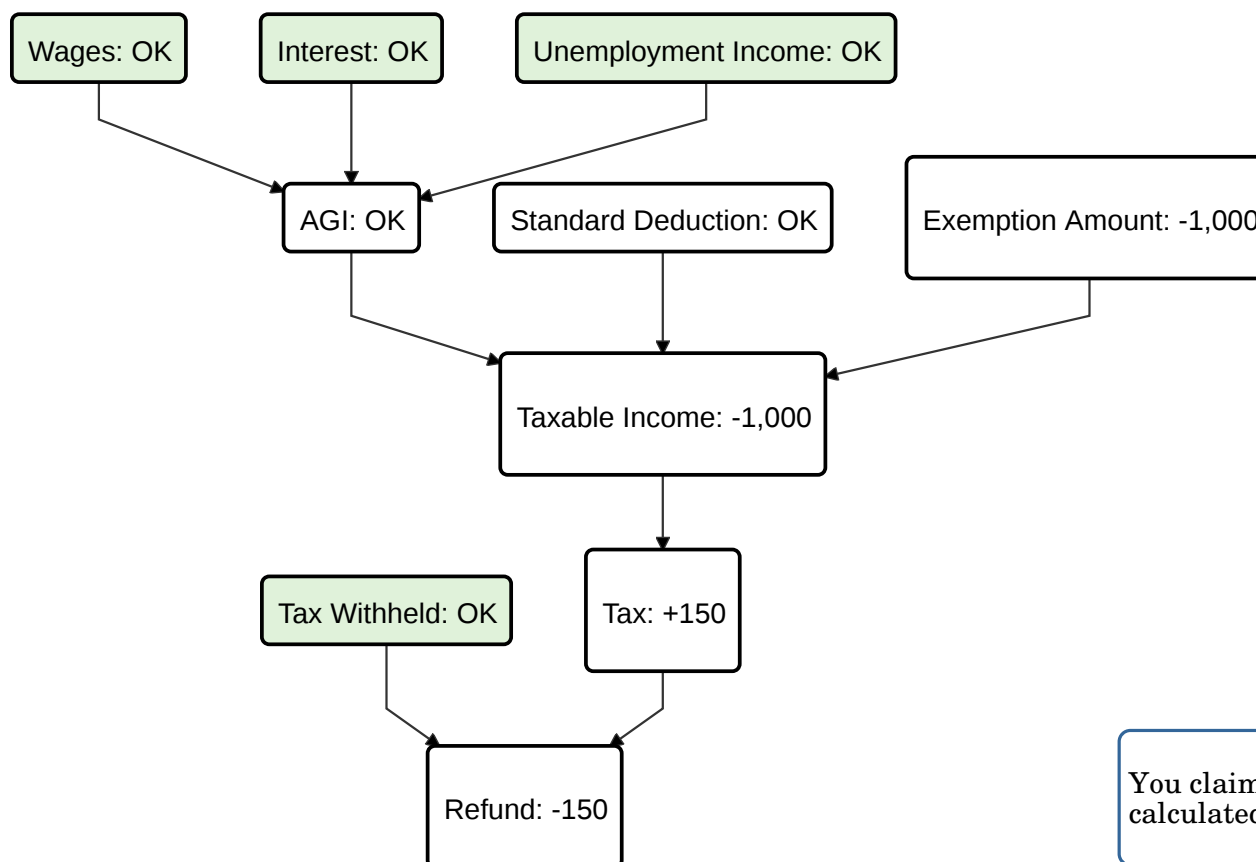 Wages: OK
Interest: OK
Unemployment Income: OK
AGI: OK
Standard Deduction: OK
Exemption Amount: -1,000
Taxable Income: -1,000
Tax Withheld: OK
Tax: +150
Refund: -150
You claim
calculated